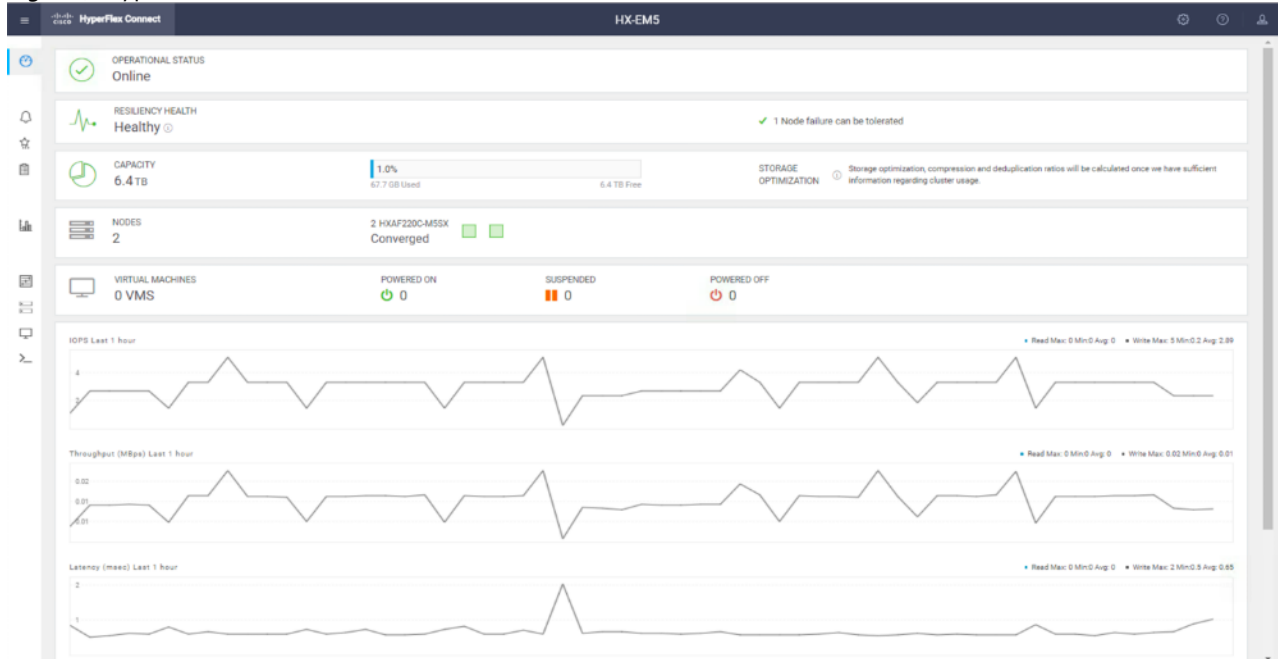 cisco HyperFlex Connect
HX-EM5
OPERATIONAL STATUS
Online
RESILIENCY HEALTH
Healthy
1 Node failure can be tolerated
CAPACITY
6.4 TB
1.0%
67.7 GB Used
6.4 TB Free
STORAGE
OPTIMIZATION
Storage optimization, compression and deduplication ratios will be calculated once we have sufficient
information regarding cluster usage.
NODES
2
2 HXAF220C-M5SX
Converged
VIRTUAL MACHINES
0 VMS
POWERED ON
0
SUSPENDED
0
POWERED OFF
0
IOPS Last 1 hour
Read Max: 0 Min:0 Avg: 0 Write Max: 5 Min:0.2 Avg: 2.89
4
2
Throughput (MBps) Last 1 hour
Read Max: 0 Min:0 Avg: 0 Write Max: 0.02 Min:0 Avg: 0.01
0.02
0.01
0.01
Latency (msec) Last 1 hour
Read Max: 0 Min:0 Avg: 0 Write Max: 2 Min:0.5 Avg: 0.65
2
1